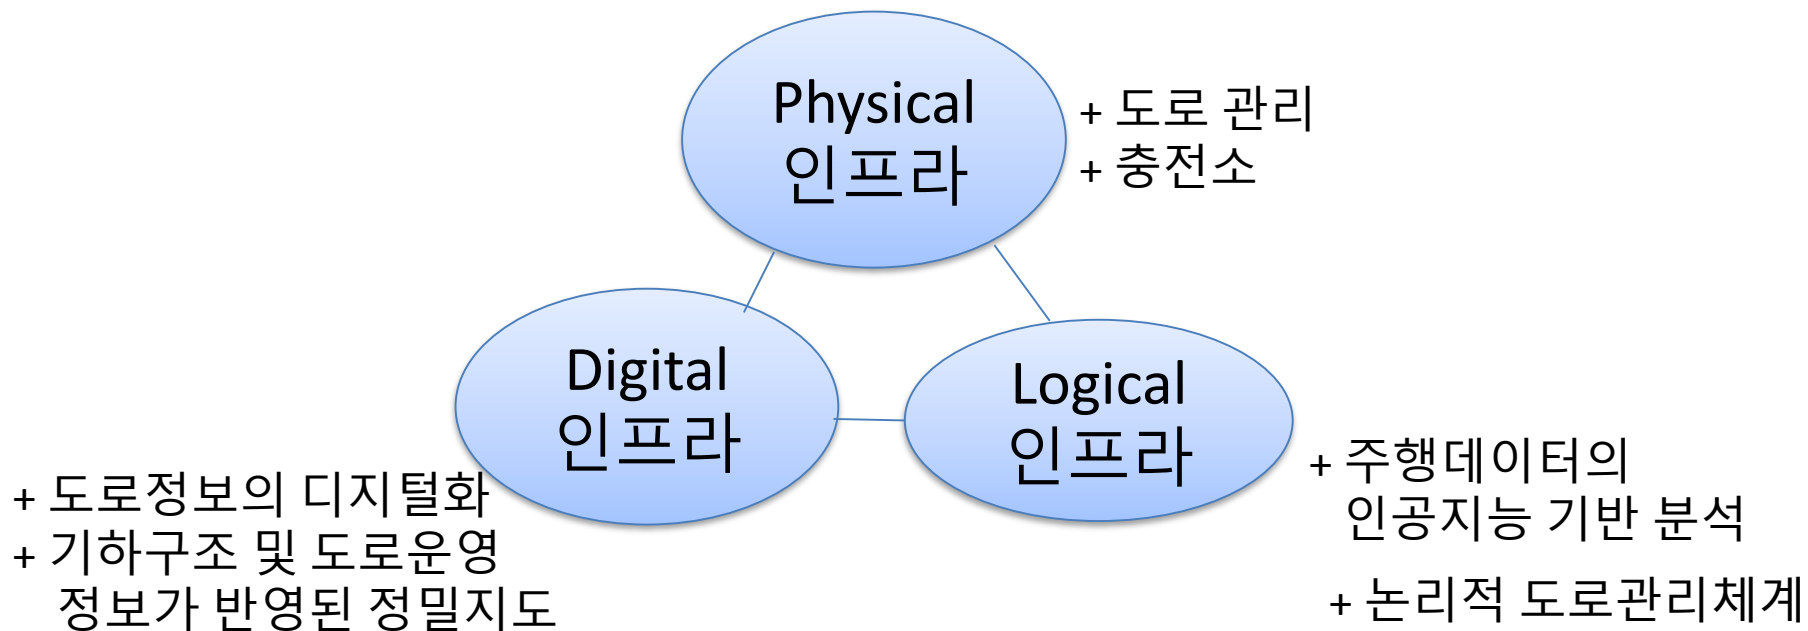 Physical
인프라
+ 도로 관리
+ 충전소
Digital
인프라
+ 도로정보의 디지털화
+ 기하구조 및 도로운영
정보가 반영된 정밀지도
Logical
인프라
+ 주행데이터의
인공지능 기반 분석
+ 논리적 도로관리체계